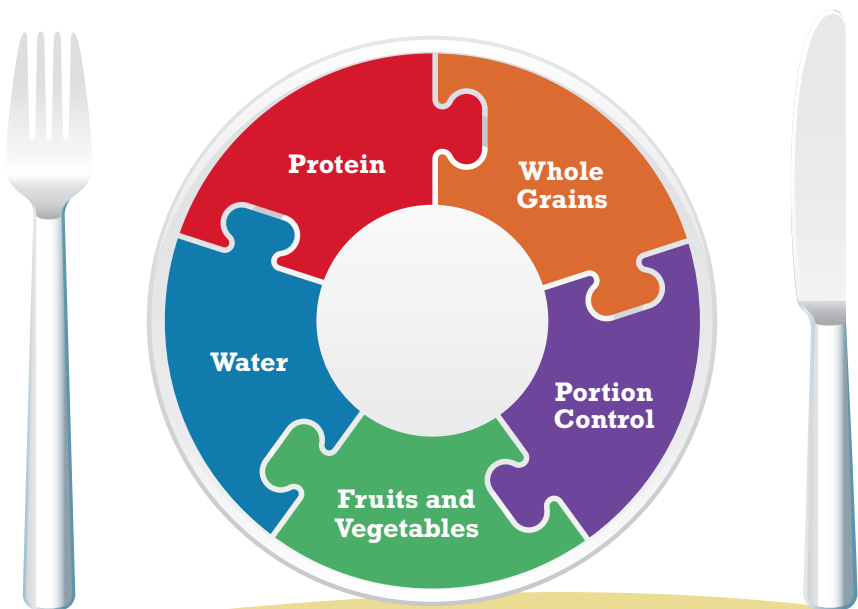 Protein
Whole
Grains
Water
Portion
Control
Fruits and
Vegetables